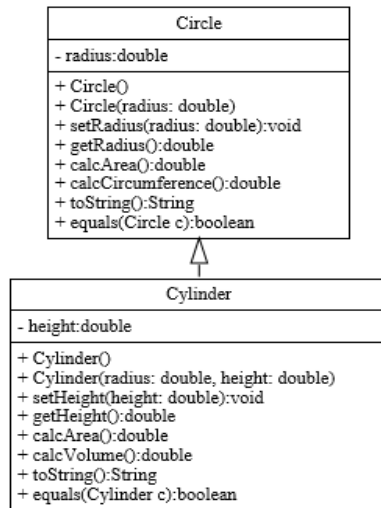 Circle
- radius:double
+ Circle()
+ Circle(radius: double)
+ setRadius(radius: double):void
+ getRadius():double
+ calcArea():double
+ calcCircumference():double
+ toString():String
+ equals(Circle c):boolean
Cylinder
- height:double
+ Cylinder()
+ Cylinder(radius: double, height: double)
+ setHeight(height: double):void
+ getHeight():double
+ calcArea():double
+ calcVolume():double
+ toString():String
+ equals(Cylinder c):boolean